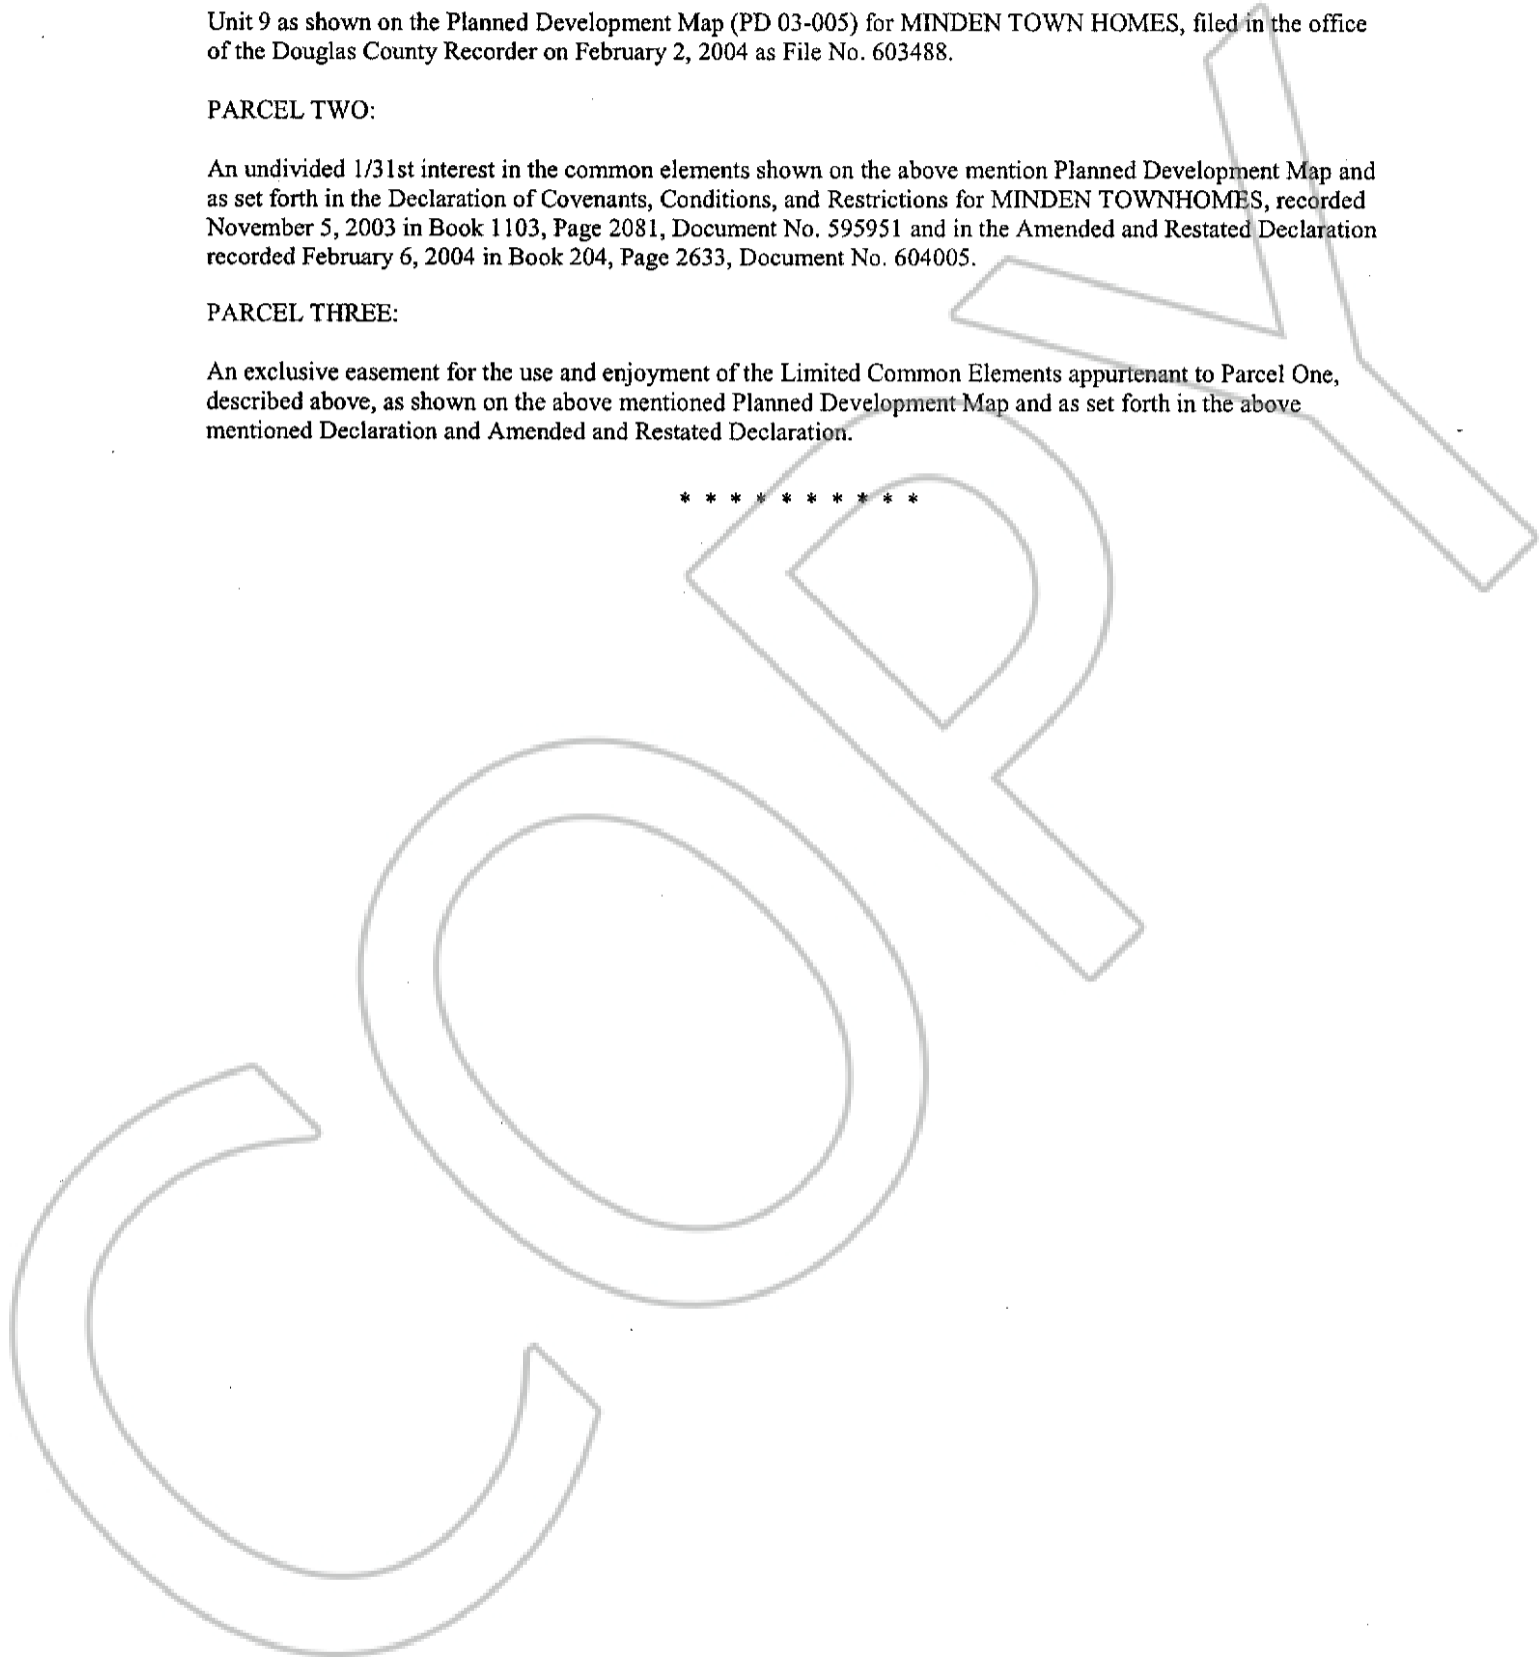 Unit 9 as shown on the Planned Development Map (PD 03-005) for MINDEN TOWN HOMES, filed in the office
of the Douglas County Recorder on February 2, 2004 as File No. 603488.
PARCEL TWO:
An undivided 1/31st interest in the common elements shown on the above mention Planned Development Map and
as set forth in the Declaration of Covenants, Conditions, and Restrictions for MINDEN TOWNHOMES, recorded
November 5, 2003 in Book 1103, Page 2081, Document No. 595951 and in the Amended and Restated Declaration
recorded February 6, 2004 in Book 204, Page 2633, Document No. 604005.
PARCEL THREE:
An exclusive easement for the use and enjoyment of the Limited Common Elements appurtenant to Parcel One,
described above, as shown on the above mentioned Planned Development Map and as set forth in the above
mentioned Declaration and Amended and Restated Declaration.
* * * * * * * * * *
COPY